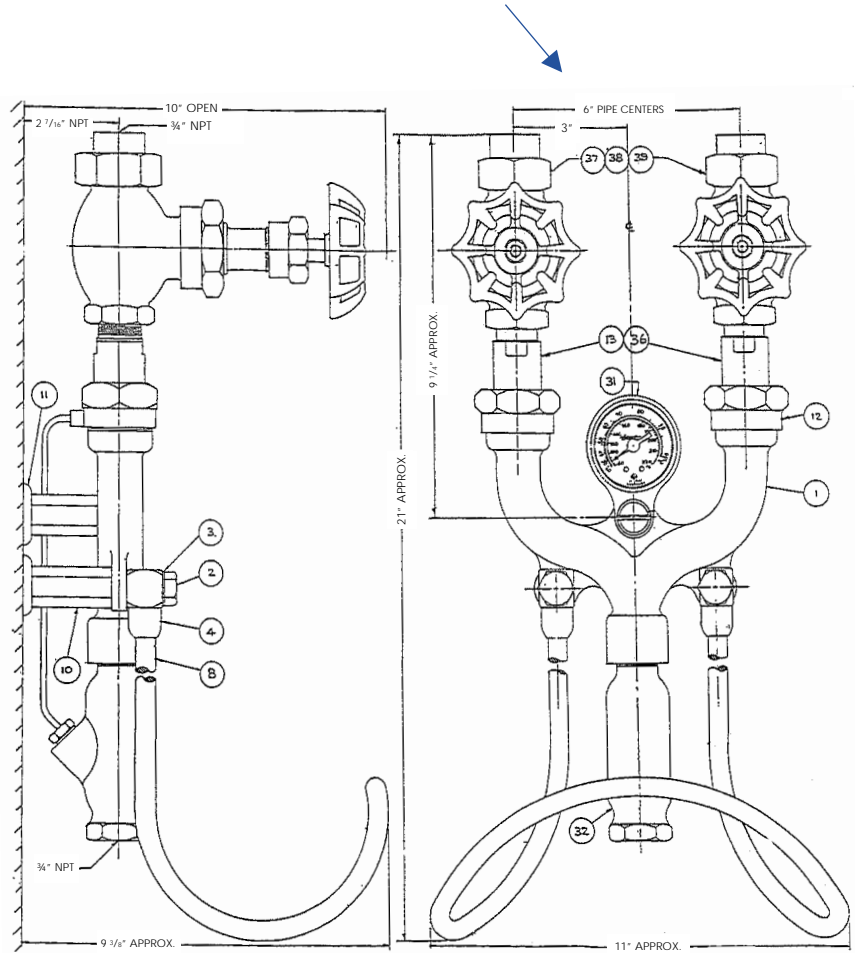 10" OPEN
2 7/16" NPT
3/4" NPT
6" PIPE CENTERS
3"
37 38 39
9 1/4" APPROX.
13 36
31
11
12
21" APPROX.
1
3.
2
4
10
8
32
3/4" NPT
9 3/8" APPROX.
11" APPROX.